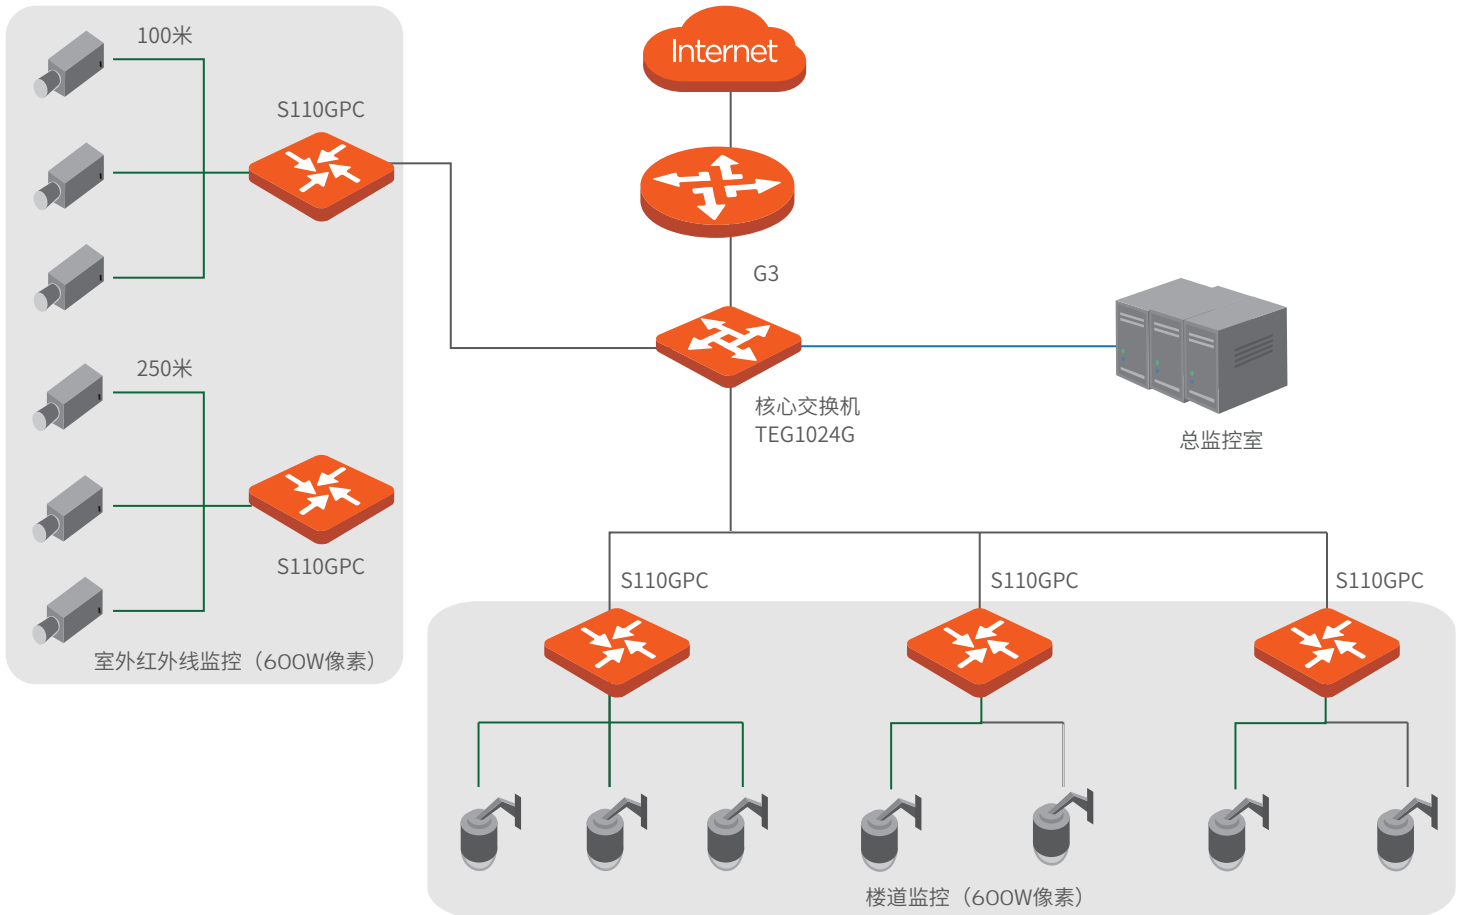 100米
S110GPC
250米
S110GPC
室外红外线监控（600W像素）
Internet
G3
核心交换机
TEG1024G
总监控室
S110GPC
S110GPC
S110GPC
楼道监控（600W像素）